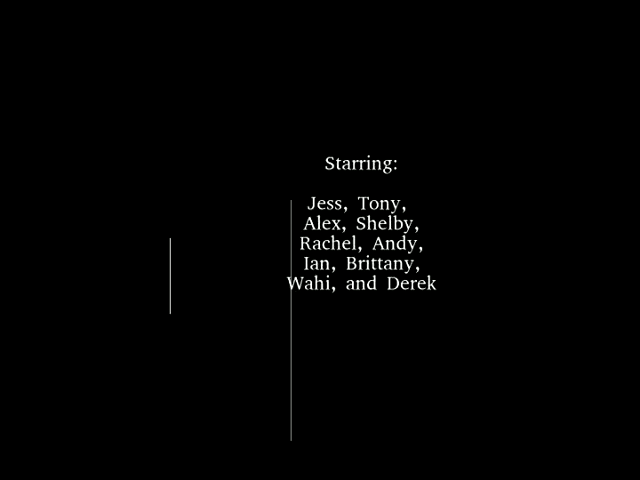 Starring:
Jess, Tony,
Alex, Shelby,
Rachel, Andy,
Ian, Brittany,
Wahi, and Derek